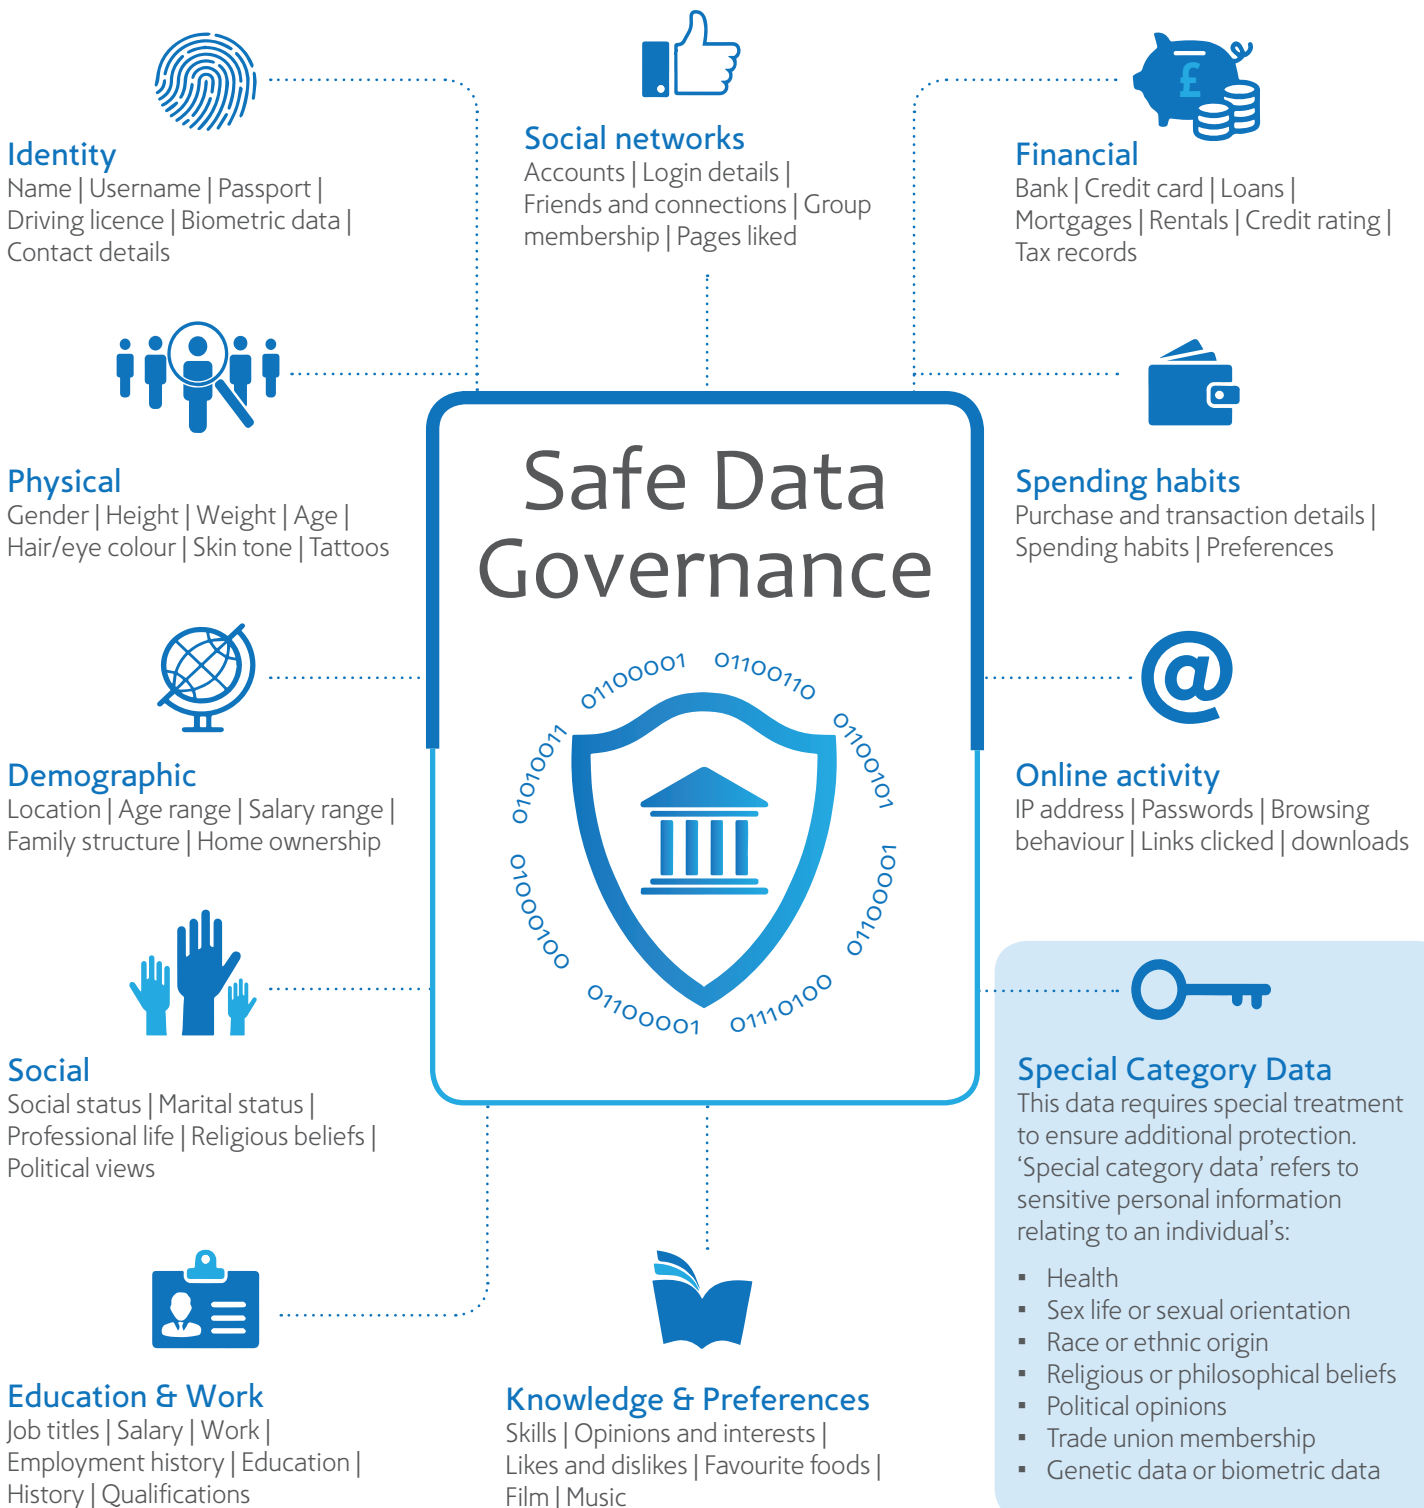 Identity
Name | Username | Passport |
Driving licence | Biometric data |
Contact details
Social networks
Accounts | Login details |
Friends and connections | Group
membership | Pages liked
£
Financial
Bank | Credit card | Loans |
Mortgages | Rentals | Credit rating |
Tax records
Physical
Gender | Height | Weight | Age |
Hair/eye colour | Skin tone | Tattoos
Safe Data
Governance
01100001
01100110
01100101
01100001
01110100
01100001
01000100
01010011
Spending habits
Purchase and transaction details |
Spending habits | Preferences
Demographic
Location | Age range | Salary range |
Family structure | Home ownership
@
Online activity
IP address | Passwords | Browsing
behaviour | Links clicked | downloads
Social
Social status | Marital status |
Professional life | Religious beliefs |
Political views
Special Category Data
This data requires special treatment
to ensure additional protection.
‘Special category data’ refers to
sensitive personal information
relating to an individual's:
▪ Health
▪ Sex life or sexual orientation
▪ Race or ethnic origin
▪ Religious or philosophical beliefs
▪ Political opinions
▪ Trade union membership
▪ Genetic data or biometric data
Education & Work
Job titles | Salary | Work |
Employment history | Education |
History | Qualifications
Knowledge & Preferences
Skills | Opinions and interests |
Likes and dislikes | Favourite foods |
Film | Music